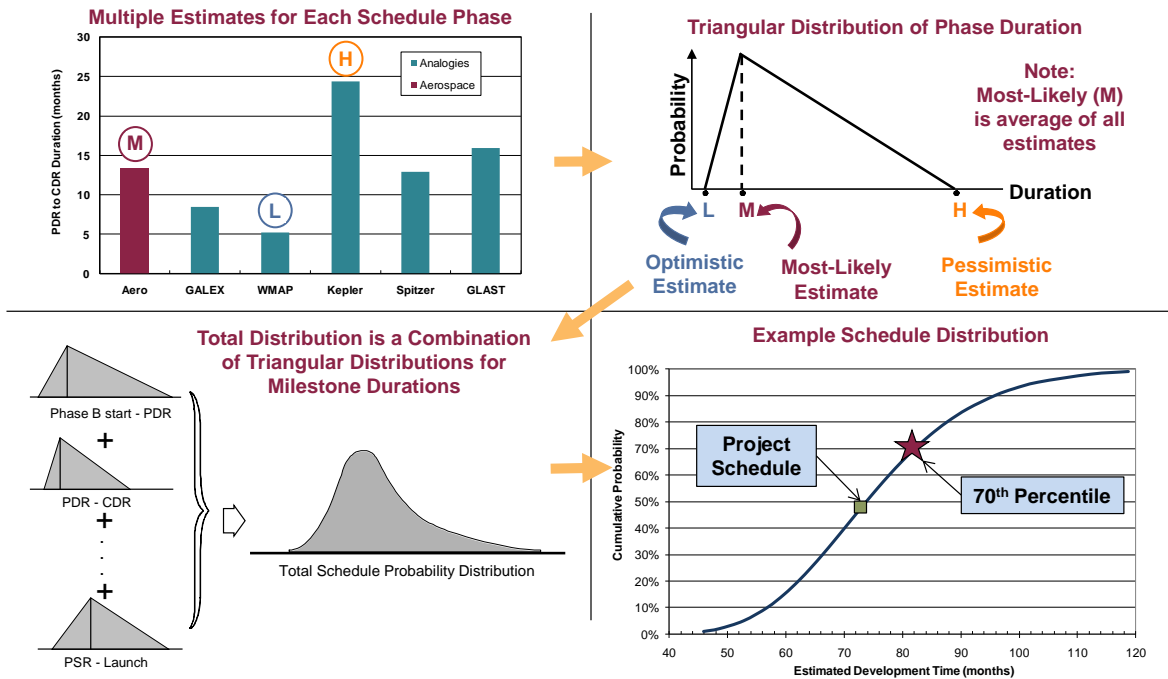 Multiple Estimates for Each Schedule Phase
PDR to CDR Duration (months)
30
25
20
15
10
5
0
Analogies
Aerospace
M
L
H
Aero
GALEX
WMAP
Kepler
Spitzer
GLAST
Triangular Distribution of Phase Duration
Probability
Note:
Most-Likely (M)
is average of all
estimates
Duration
L
M
H
Optimistic
Estimate
Most-Likely
Estimate
Pessimistic
Estimate
Total Distribution is a Combination
of Triangular Distributions for
Milestone Durations
Phase B start - PDR
+
PDR - CDR
+
.
.
.
+
PSR - Launch
Total Schedule Probability Distribution
Example Schedule Distribution
Cumulative Probability
100%
90%
80%
70%
60%
50%
40%
30%
20%
10%
0%
Project
Schedule
70th Percentile
40
50
60
70
80
90
100
110
120
Estimated Development Time (months)